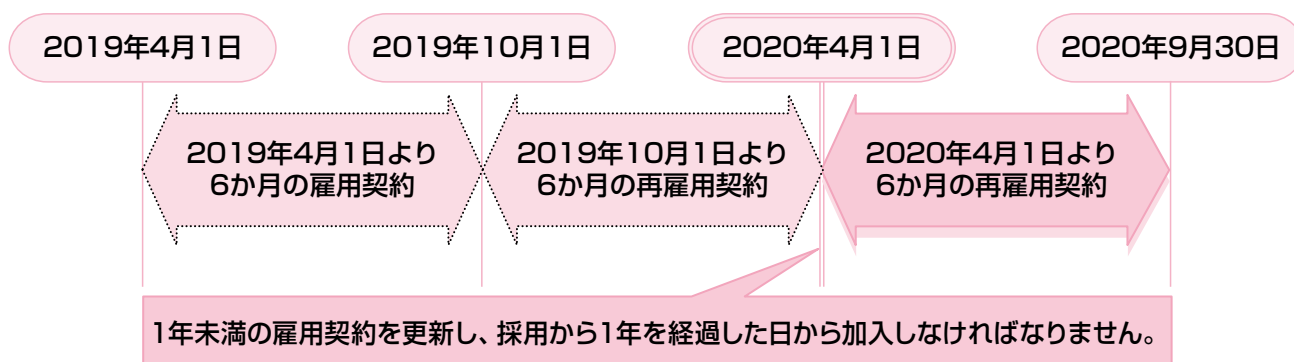 2019年4月1日
2019年10月1日
2020年4月1日
2020年9月30日
2019年4月1日より
6か月の雇用契約
2019年10月1日より
6か月の再雇用契約
2020年4月1日より
6か月の再雇用契約
1年未満の雇用契約を更新し、採用から1年を経過した日から加入しなければなりません。